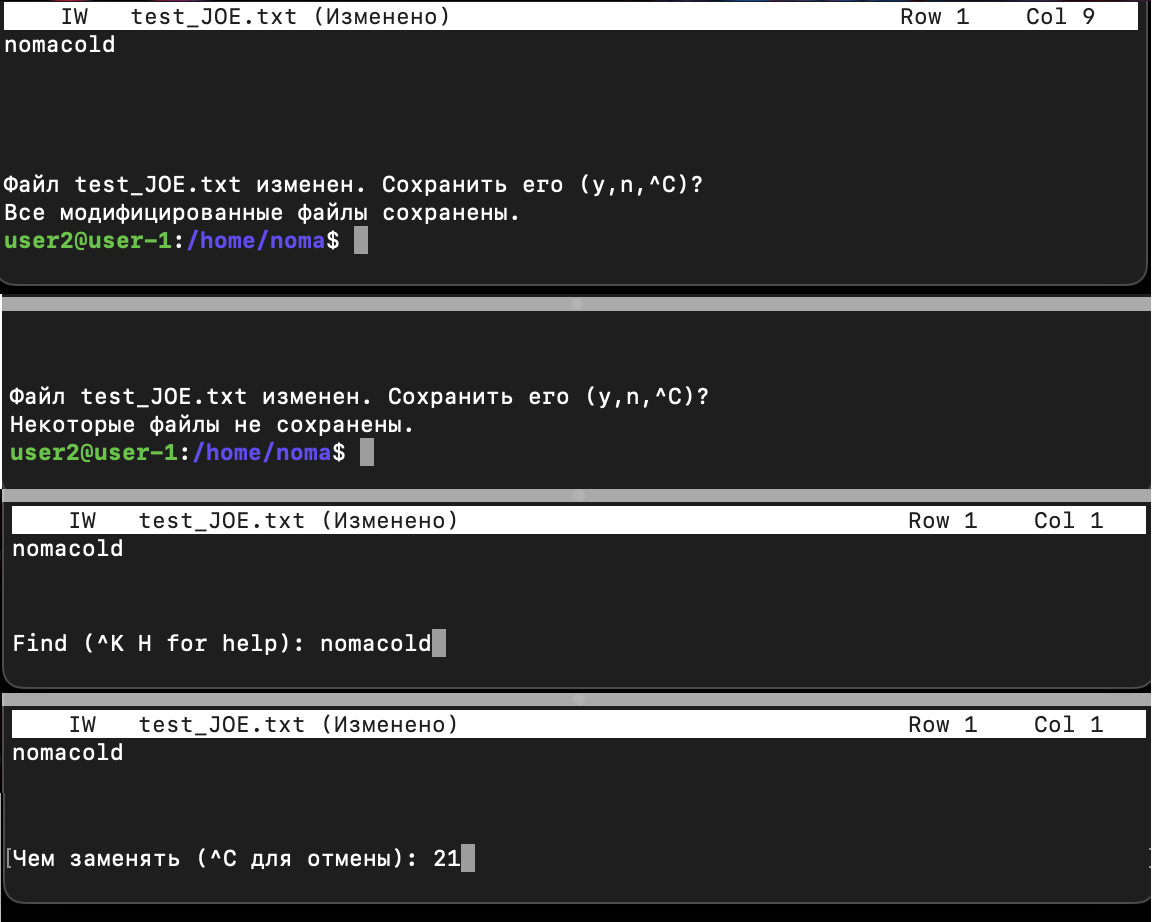 IW test_JOE.txt (Изменено) Row 1 Col 9
nomacold
Файл test_JOE.txt изменен. Сохранить его (y,n,^C)?
Все модифицированные файлы сохранены.
user2@user-1:/home/noma$
Файл test_JOE.txt изменен. Сохранить его (y,n,^C)?
Некоторые файлы не сохранены.
user2@user-1:/home/noma$
IW test_JOE.txt (Изменено) Row 1 Col 1
nomacold
Find (^K H for help): nomacold
IW test_JOE.txt (Изменено) Row 1 Col 1
nomacold
[Чем заменять (^C для отмены): 21